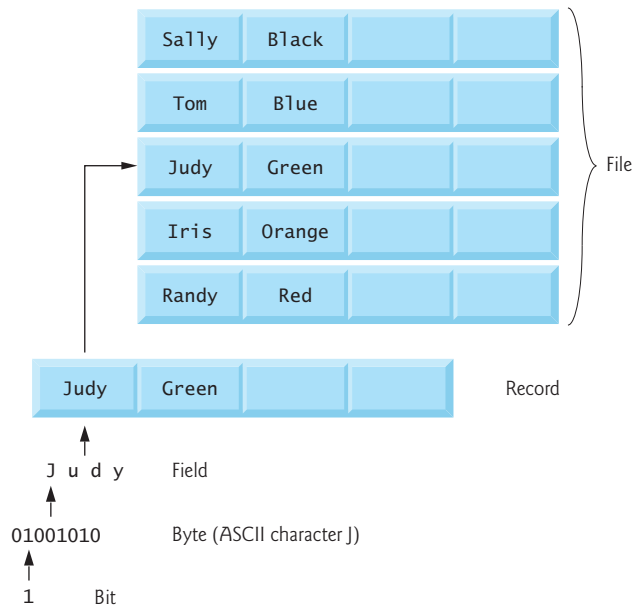 Sally Black
Tom Blue
Judy Green
File
Iris Orange
Randy Red
Judy Green Record
J u d y Field
01001010 Byte (ASCII character J)
1 Bit